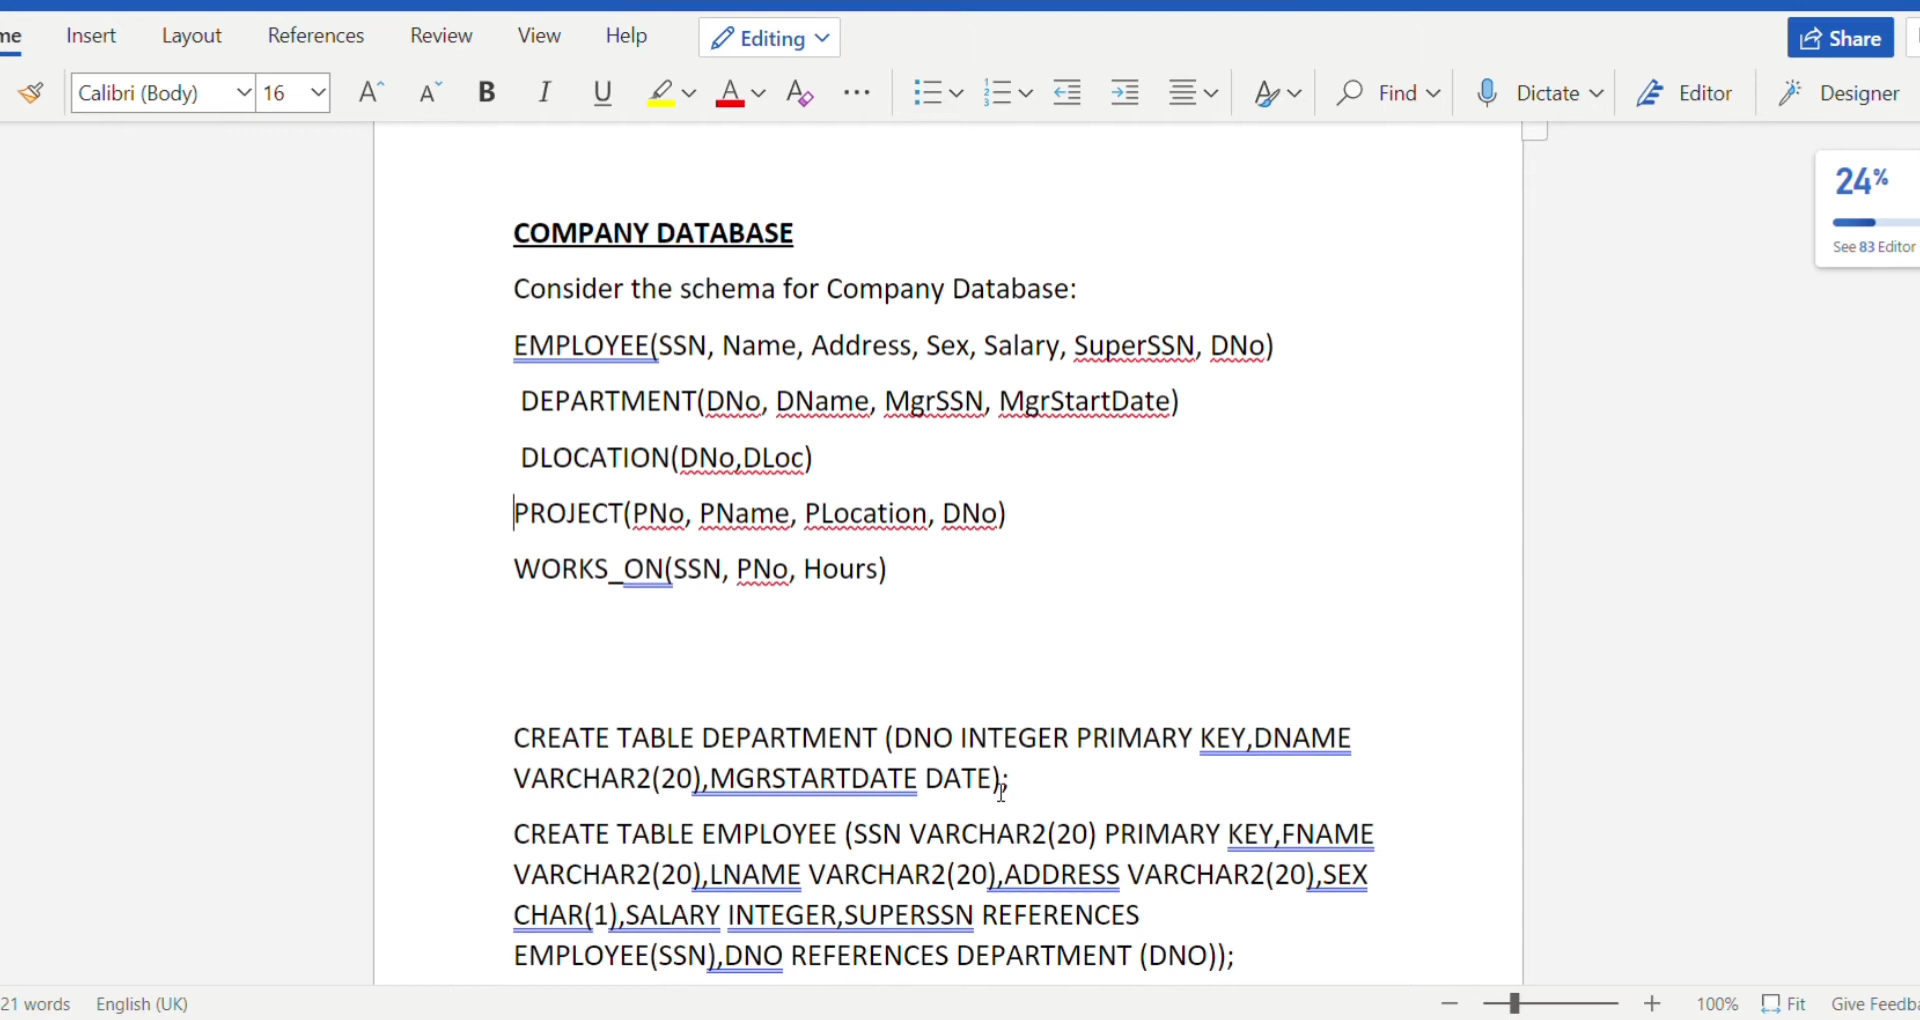 me Insert Layout References Review View Help Editing Share
Calibri (Body) 16 A A B I U A A ... Find Dictate Editor Designer
24%
See 83 Editor
COMPANY DATABASE
Consider the schema for Company Database:
EMPLOYEE(SSN, Name, Address, Sex, Salary, SuperSSN, DNo)
DEPARTMENT(DNo, DName, MgrSSN, MgrStartDate)
DLOCATION(DNo,DLoc)
PROJECT(PNo, PName, PLocation, DNo)
WORKS_ON(SSN, PNo, Hours)
CREATE TABLE DEPARTMENT (DNO INTEGER PRIMARY KEY,DNAME
VARCHAR2(20),MGRSTARTDATE DATE);
CREATE TABLE EMPLOYEE (SSN VARCHAR2(20) PRIMARY KEY,FNAME
VARCHAR2(20),LNAME VARCHAR2(20),ADDRESS VARCHAR2(20),SEX
CHAR(1),SALARY INTEGER,SUPERSSN REFERENCES
EMPLOYEE(SSN),DNO REFERENCES DEPARTMENT (DNO));
21 words English (UK) 100% Fit Give Feedba